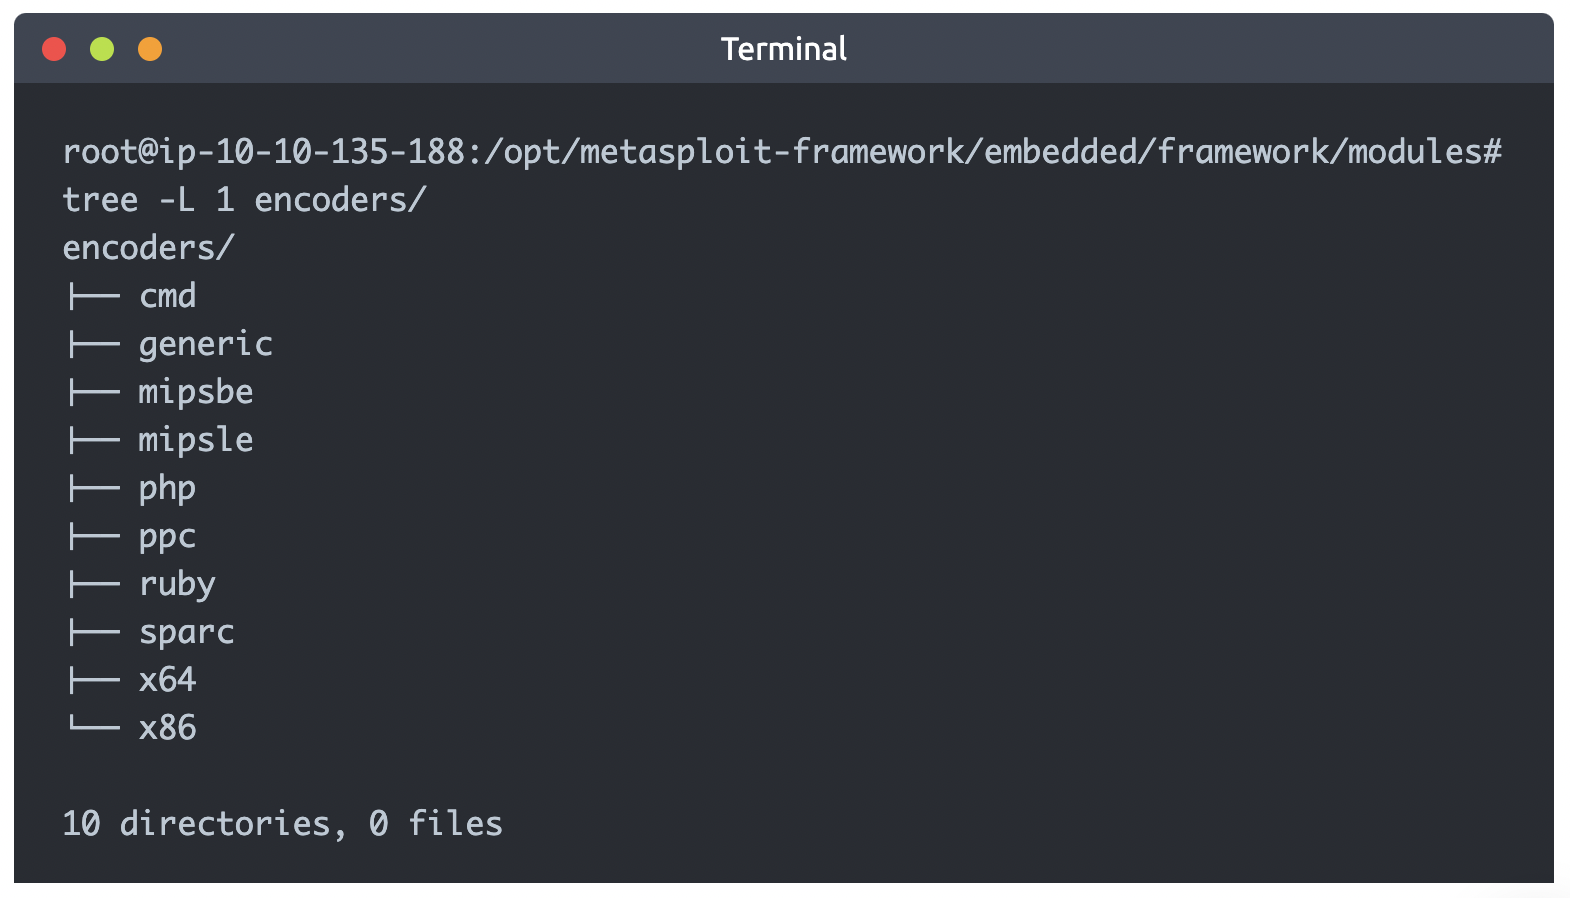 Terminal
root@ip-10-10-135-188:/opt/metasploit-framework/embedded/framework/modules#
tree -L 1 encoders/
encoders/
├── cmd
├── generic
├── mipsbe
├── mipsle
├── php
├── ppc
├── ruby
├── sparc
├── x64
└── x86
10 directories, 0 files